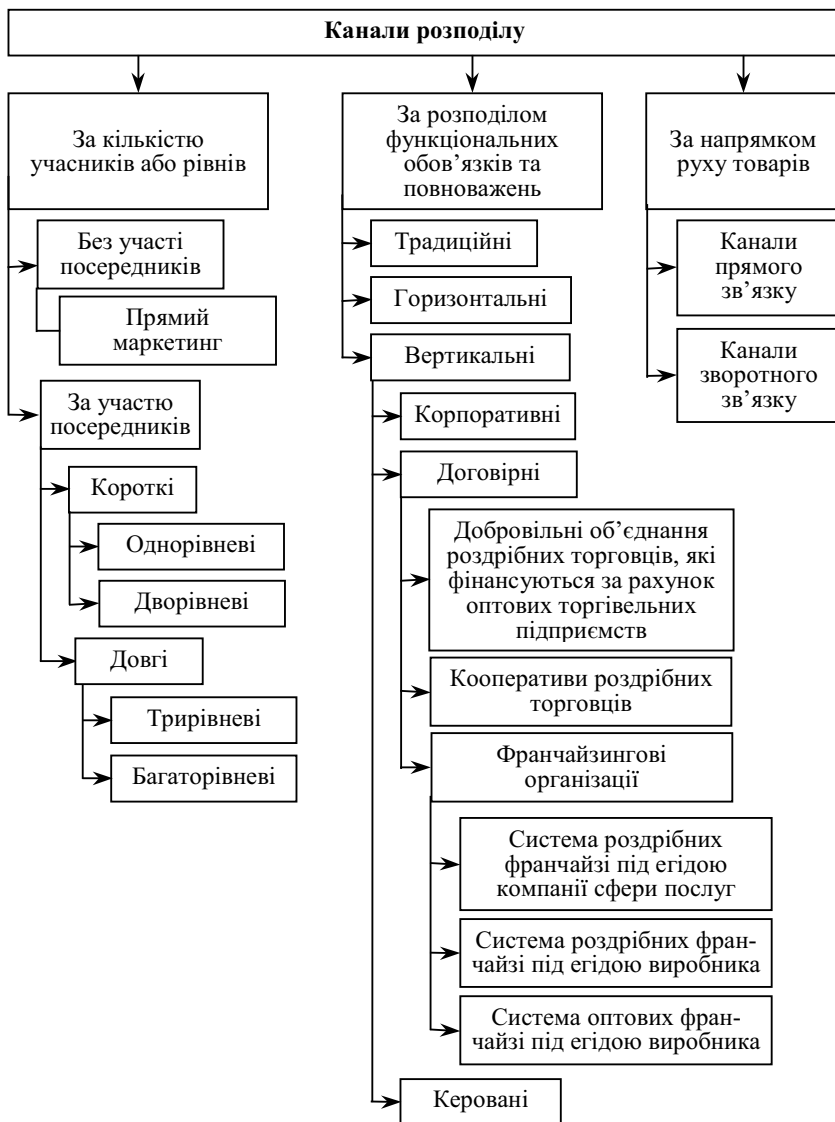 Канали розподілу
За кількістю
учасників або рівнів
Без участі
посередників
Прямий
маркетинг
За участю
посередників
Короткі
Однорівневі
Дворівневі
Довгі
Трирівневі
Багаторівневі
За розподілом
функціональних
обов’язків та
повноважень
Традиційні
Горизонтальні
Вертикальні
Корпоративні
Договірні
Добровільні об’єднання
роздрібних торговців, які
фінансуються за рахунок
оптових торгівельних
підприємств
Кооперативи роздрібних
торговців
Франчайзингові
організації
Система роздрібних
франчайзі під егідою
компанії сфери послуг
Система роздрібних фран-
чайзі під егідою виробника
Система оптових фран-
чайзі під егідою виробника
Керовані
За напрямком
руху товарів
Канали
прямого
зв’язку
Канали
зворотного
зв’язку